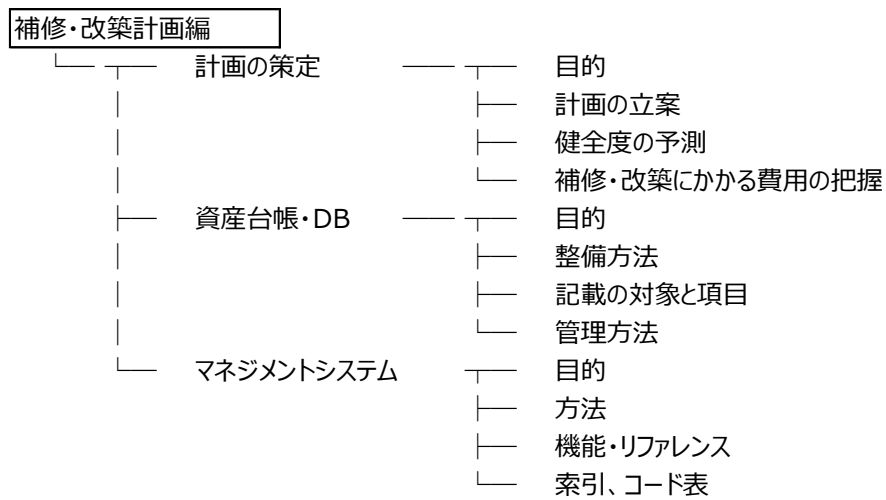 補修・改築計画編
計画の策定 目的
計画の立案
健全度の予測
補修・改築にかかる費用の把握
資産台帳・DB 目的
整備方法
記載の対象と項目
管理方法
マネジメントシステム 目的
方法
機能・リファレンス
索引、コード表